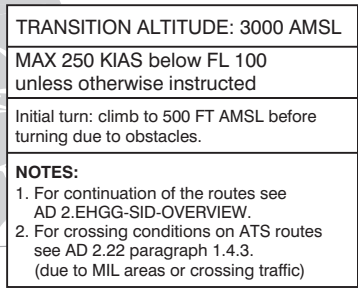 TRANSITION ALTITUDE: 3000 AMSL
MAX 250 KIAS below FL 100
unless otherwise instructed
Initial turn: climb to 500 FT AMSL before
turning due to obstacles.
NOTES:
1. For continuation of the routes see
AD 2.EHGG-SID-OVERVIEW.
2. For crossing conditions on ATS routes
see AD 2.22 paragraph 1.4.3.
(due to MIL areas or crossing traffic)